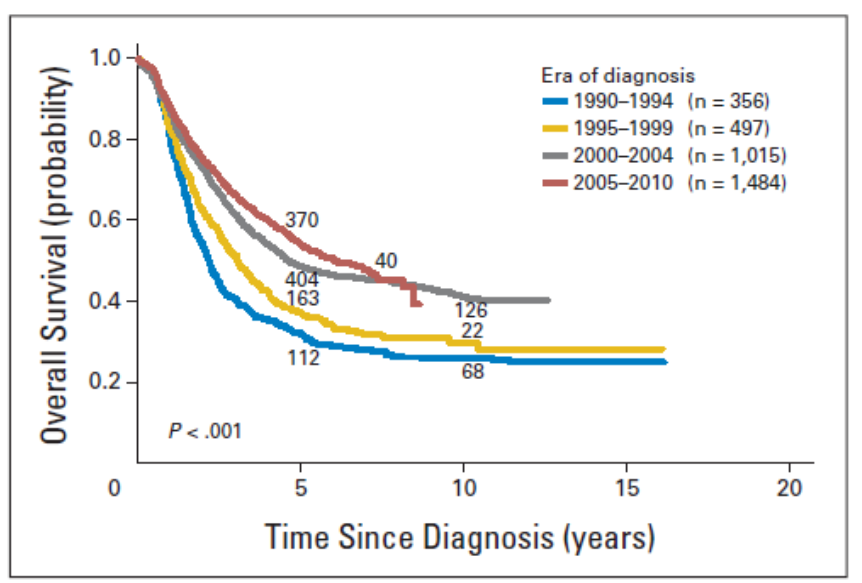 Overall Survival (probability)
1.0
0.8
0.6
0.4
0.2
0
5
10
15
20
Time Since Diagnosis (years)
Era of diagnosis
1990–1994 (n = 356)
1995–1999 (n = 497)
2000–2004 (n = 1,015)
2005–2010 (n = 1,484)
370
40
404
163
126
22
112
68
P < .001